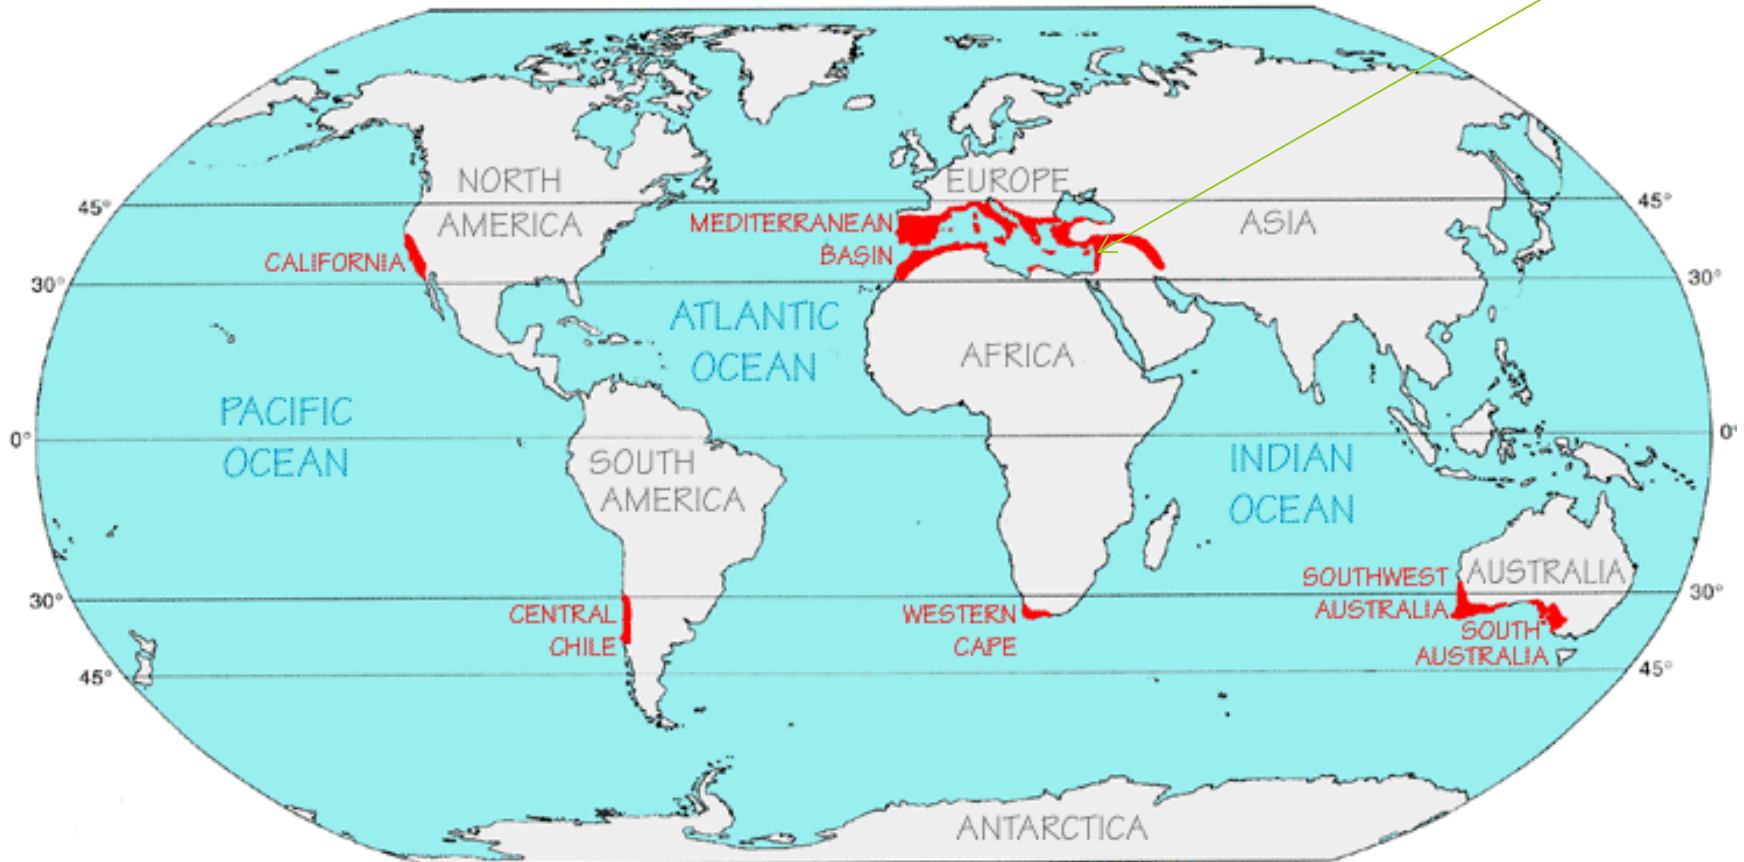 NORTH
AMERICA
EUROPE
ASIA
45°
45°
MEDITERRANEAN
BASIN
CALIFORNIA
30°
30°
ATLANTIC
OCEAN
AFRICA
PACIFIC
OCEAN
0°
0°
SOUTH
AMERICA
INDIAN
OCEAN
AUSTRALIA
SOUTHWEST
AUSTRALIA
30°
30°
CENTRAL
CHILE
WESTERN
CAPE
SOUTH
AUSTRALIA
45°
45°
ANTARCTICA